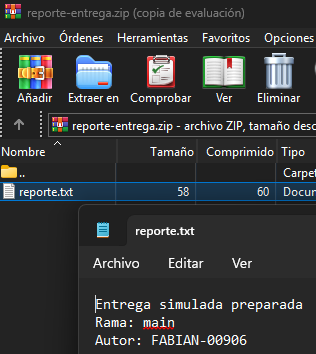 reporte-entrega.zip (copia de evaluación)
Archivo Órdenes Herramientas Favoritos Opciones
Añadir Extraer en Comprobar Ver Eliminar
reporte-entrega.zip - archivo ZIP, tamaño desc
Nombre Tamaño Comprimido Tipo
.. Carpet
reporte.txt 58 60 Docum
reporte.txt
Archivo Editar Ver
Entrega simulada preparada
Rama: main
Autor: FABIAN-00906